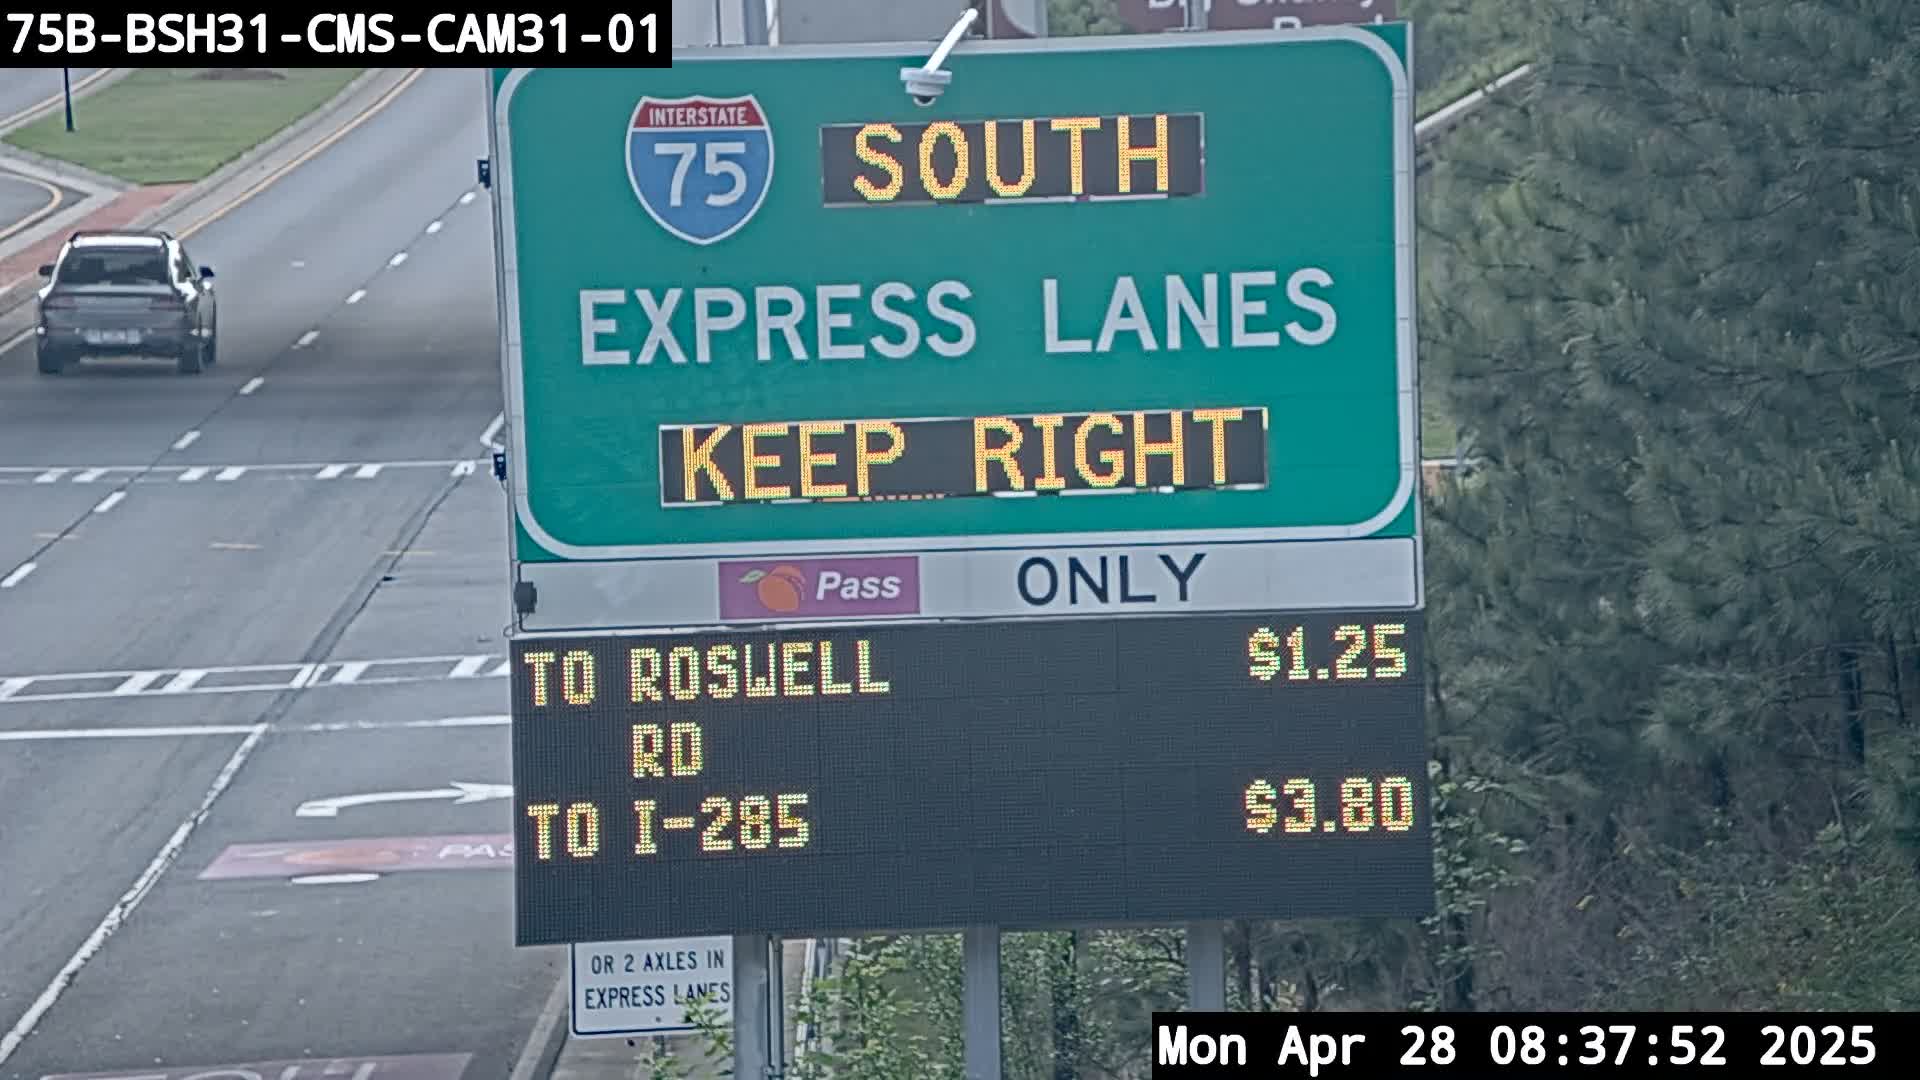 75B-BSH31-CMS-CAM31-01
INTERSTATE
75
SOUTH
EXPRESS LANES
KEEP RIGHT
Pass
ONLY
TO ROSWELL $1.25
RD
TO I-285 $3.80
OR 2 AXLES IN
EXPRESS LANES
Mon Apr 28 08:37:52 2025